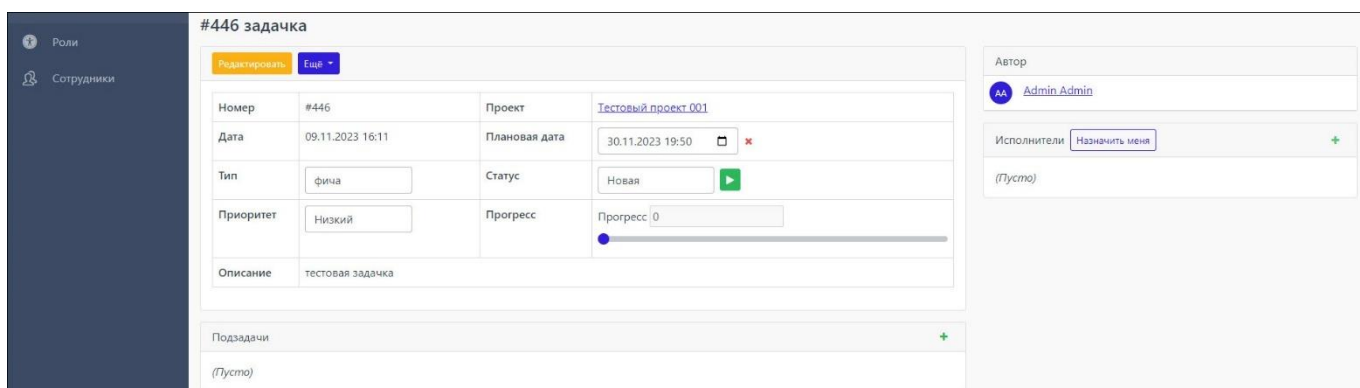 Роли
Сотрудники
#446 задачка
Редактировать Ещё
Номер #446 Проект Тестовый проект 001
Дата 09.11.2023 16:11 Плановая дата 30.11.2023 19:50
Тип фича Статус Новая
Приоритет Низкий Прогресс Прогресс 0
Описание тестовая задачка
Подзадачи
(Пусто)
Автор
AA Admin Admin
Исполнители Назначить меня
(Пусто)